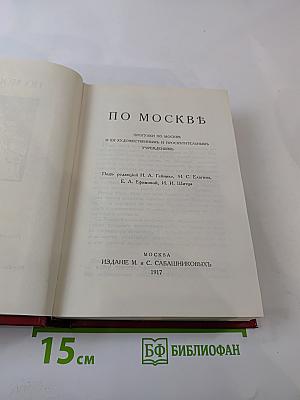 ПО МОСКВѢ
ПРОГУЛКИ ПО МОСКВѢ
И ЕЯ ХУДОЖЕСТВЕННЫМЪ И ПРОСВѢТИТЕЛЬНЫМЪ
УЧРЕЖДЕНІЯМЪ
Подъ редакціей Н. А. Гейнике, Н. С. Елагина,
Е. А. Ефимовой, И. И. Шитца
МОСКВА
ИЗДАНІЕ М. и С. САБАШНИКОВЫХЪ
1917
15 см
БФ БИБЛИОФАН